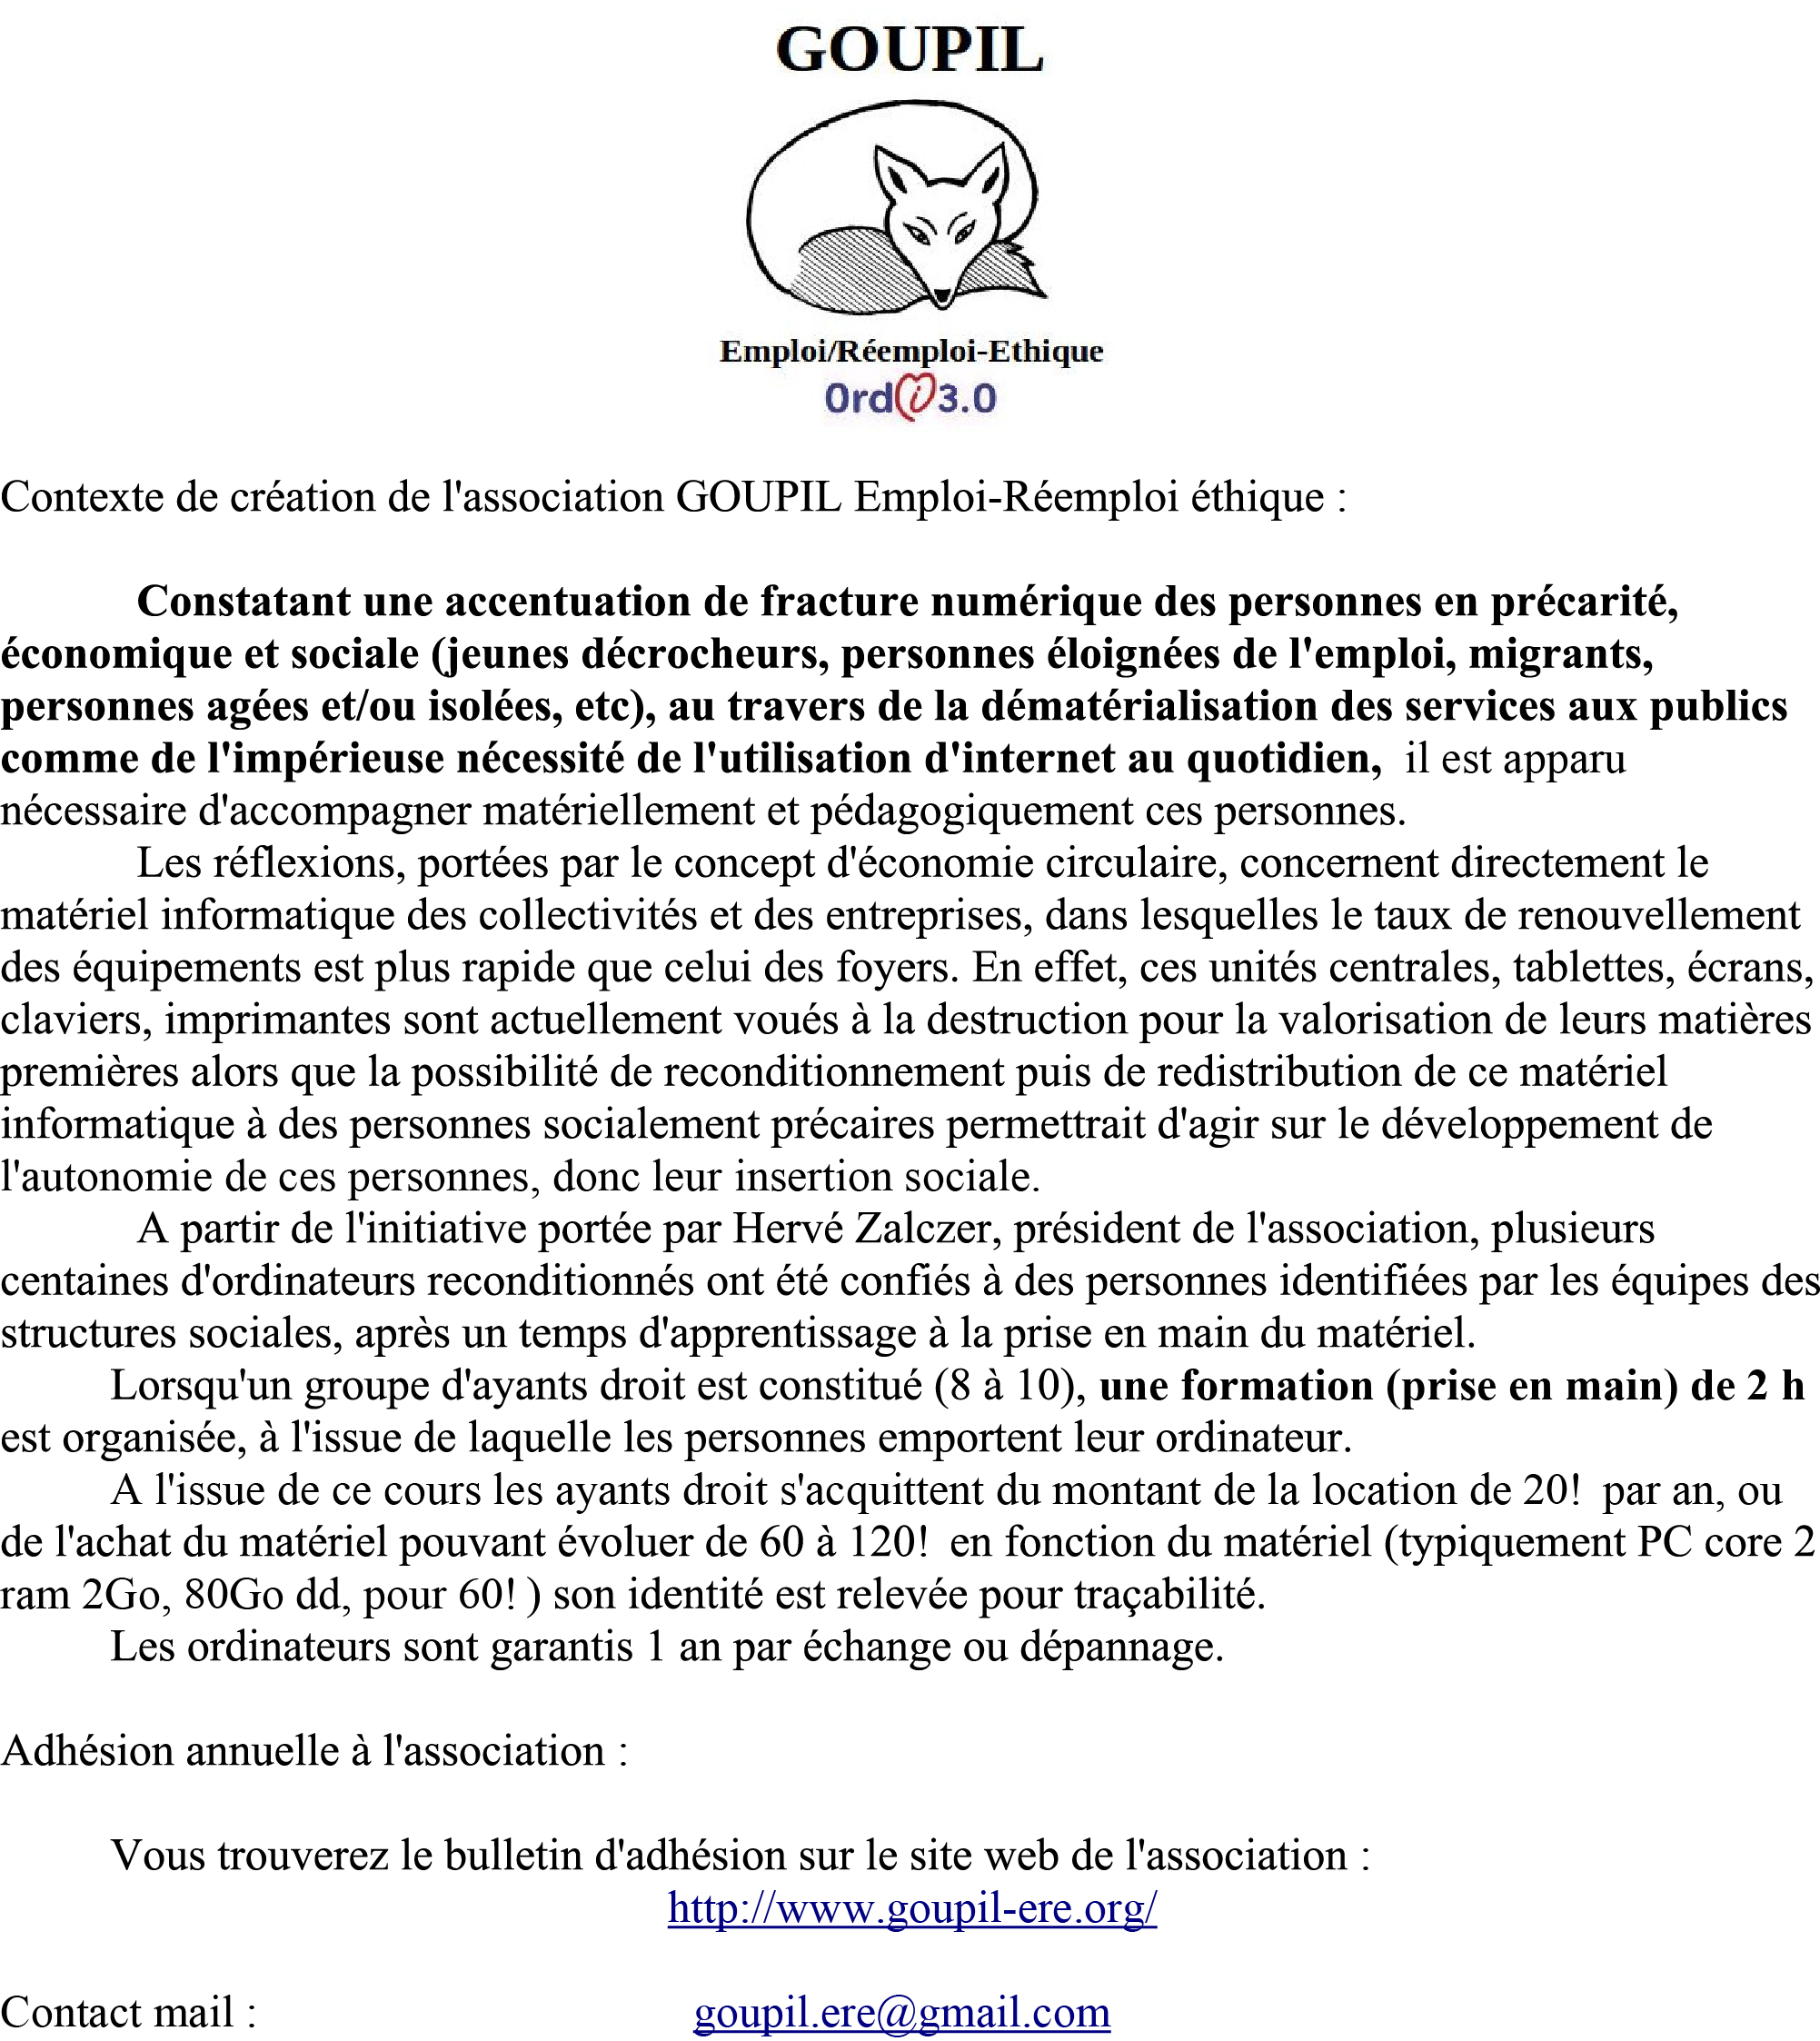 GOUPIL
Emploi/Réemploi-Ethique
Ordi3.0
Contexte de création de l'association GOUPIL Emploi-Réemploi éthique :
Constatant une accentuation de fracture numérique des personnes en précarité,
économique et sociale (jeunes décrocheurs, personnes éloignées de l'emploi, migrants,
personnes agées et/ou isolées, etc), au travers de la dématérialisation des services aux publics
comme de l'impérieuse nécessité de l'utilisation d'internet au quotidien, il est apparu
nécessaire d'accompagner matériellement et pédagogiquement ces personnes.
Les réflexions, portées par le concept d'économie circulaire, concernent directement le
matériel informatique des collectivités et des entreprises, dans lesquelles le taux de renouvellement
des équipements est plus rapide que celui des foyers. En effet, ces unités centrales, tablettes, écrans,
claviers, imprimantes sont actuellement voués à la destruction pour la valorisation de leurs matières
premières alors que la possibilité de reconditionnement puis de redistribution de ce matériel
informatique à des personnes socialement précaires permettrait d'agir sur le développement de
l'autonomie de ces personnes, donc leur insertion sociale.
A partir de l'initiative portée par Hervé Zalczer, président de l'association, plusieurs
centaines d'ordinateurs reconditionnés ont été confiés à des personnes identifiées par les équipes des
structures sociales, après un temps d'apprentissage à la prise en main du matériel.
Lorsqu'un groupe d'ayants droit est constitué (8 à 10), une formation (prise en main) de 2 h
est organisée, à l'issue de laquelle les personnes emportent leur ordinateur.
A l'issue de ce cours les ayants droit s'acquittent du montant de la location de 20! par an, ou
de l'achat du matériel pouvant évoluer de 60 à 120! en fonction du matériel (typiquement PC core 2
ram 2Go, 80Go dd, pour 60! ) son identité est relevée pour traçabilité.
Les ordinateurs sont garantis 1 an par échange ou dépannage.
Adhésion annuelle à l'association :
Vous trouverez le bulletin d'adhésion sur le site web de l'association :
http://www.goupil-ere.org/
Contact mail : goupil.ere@gmail.com